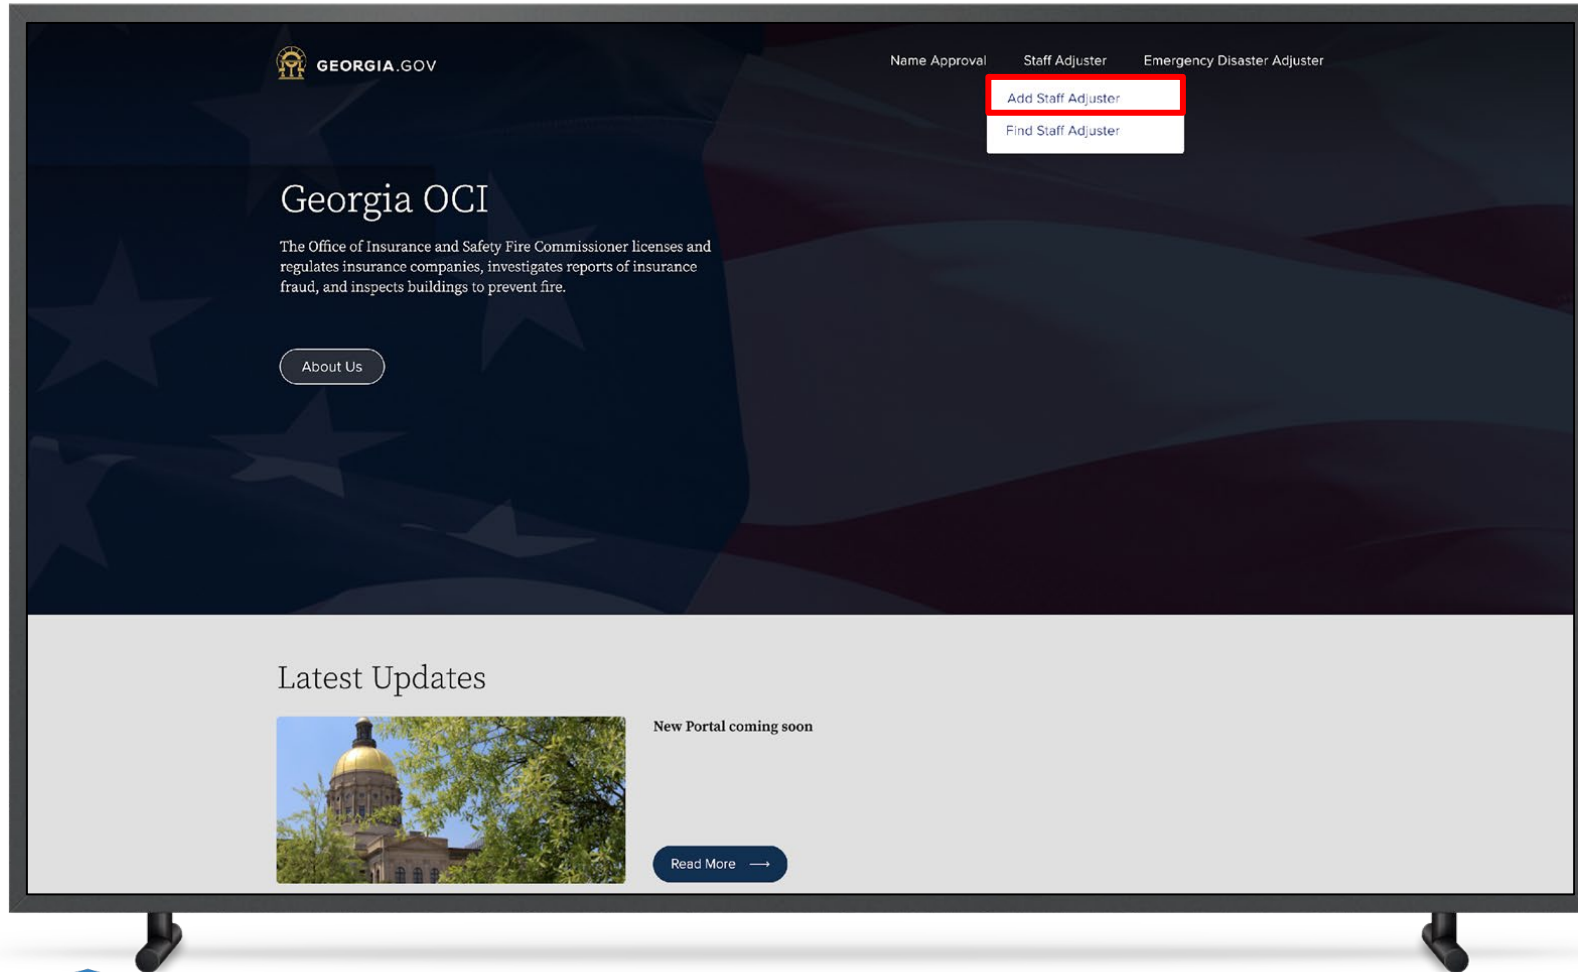 GEORGIA.GOV
Name Approval
Staff Adjuster
Emergency Disaster Adjuster
Add Staff Adjuster
Find Staff Adjuster
Georgia OCI
The Office of Insurance and Safety Fire Commissioner licenses and
regulates insurance companies, investigates reports of insurance
fraud, and inspects buildings to prevent fire.
About Us
Latest Updates
New Portal coming soon
Read More